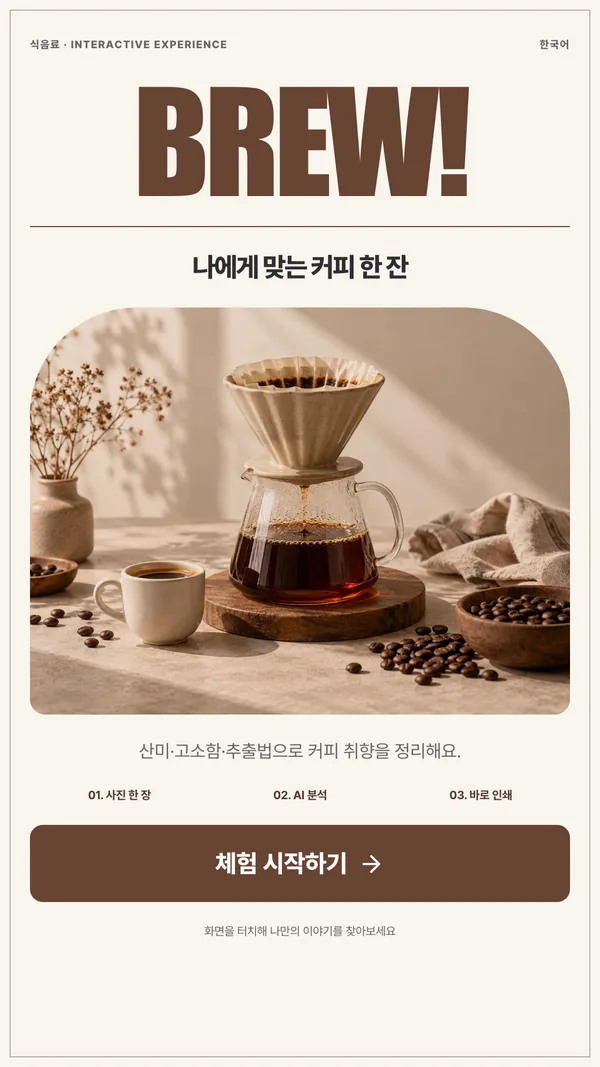 식음료 · INTERACTIVE EXPERIENCE
한국어
BREW!
나에게 맞는 커피 한 잔
산미·고소함·추출법으로 커피 취향을 정리해요.
01. 사진 한 장
02. AI 분석
03. 바로 인쇄
체험 시작하기 →
화면을 터치해 나만의 이야기를 찾아보세요